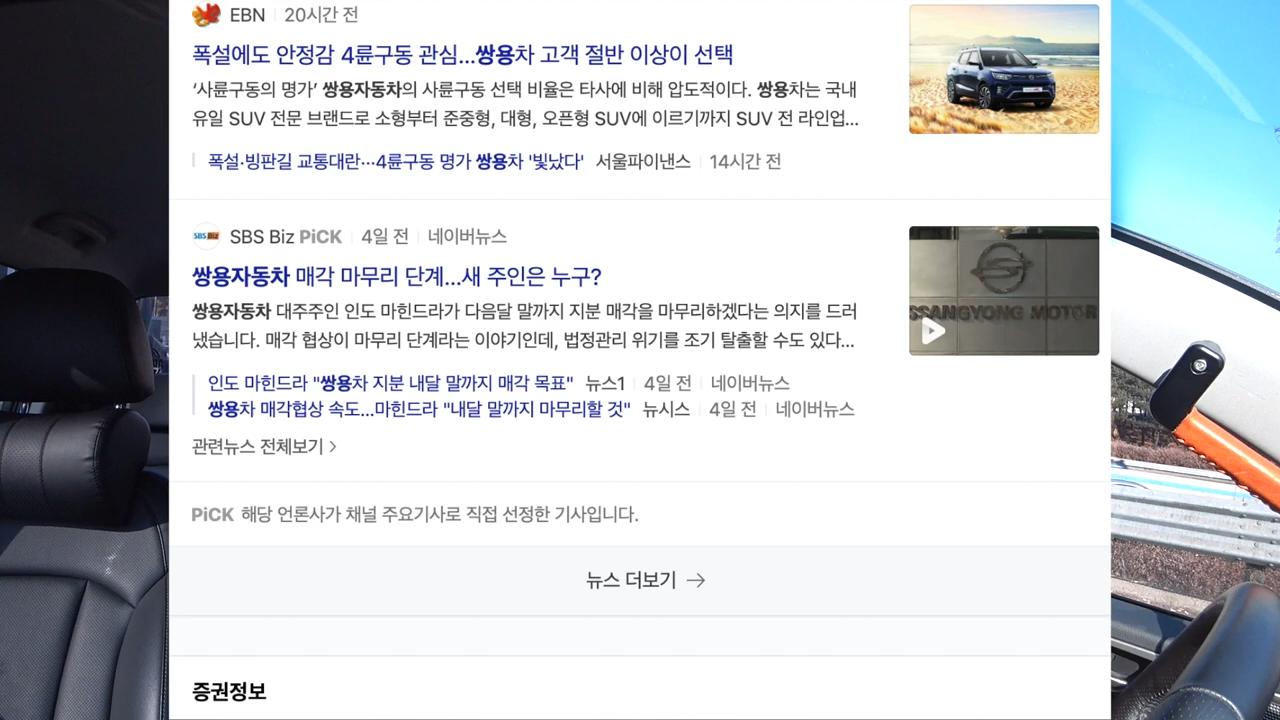 EBN 20시간 전
폭설에도 안정감 4륜구동 관심...쌍용차 고객 절반 이상이 선택
‘사륜구동의 명가’ 쌍용자동차의 사륜구동 선택 비율은 타사에 비해 압도적이다. 쌍용차는 국내
유일 SUV 전문 브랜드로 소형부터 준중형, 대형, 오픈형 SUV에 이르기까지 SUV 전 라인업...
폭설·빙판길 교통대란…4륜구동 명가 쌍용차 '빛났다' 서울파이낸스 14시간 전
SBS Biz
SBS Biz PiCK 4일 전 네이버뉴스
쌍용자동차 매각 마무리 단계...새 주인은 누구?
쌍용자동차 대주주인 인도 마힌드라가 다음달 말까지 지분 매각을 마무리하겠다는 의지를 드러
냈습니다. 매각 협상이 마무리 단계라는 이야기인데, 법정관리 위기를 조기 탈출할 수도 있다...
SSANGYONG MOTOR
인도 마힌드라 "쌍용차 지분 내달 말까지 매각 목표" 뉴스1 4일 전 네이버뉴스
쌍용차 매각협상 속도...마힌드라 "내달 말까지 마무리할 것" 뉴시스 4일 전 네이버뉴스
관련뉴스 전체보기 >
PiCK 해당 언론사가 채널 주요기사로 직접 선정한 기사입니다.
뉴스 더보기 →
증권정보